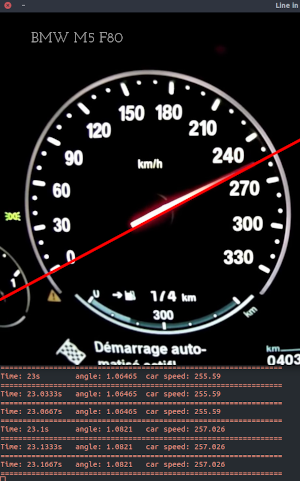 Line in
BMW M5 F80
150 180
120 210
90 240
km/h
60 270
30 300
0 330
1
1/4 km
300
km
Démarrage auto-
km
0403
================================================================
Time: 23s angle: 1.06465 car speed: 255.59
================================================================
Time: 23.0333s angle: 1.06465 car speed: 255.59
================================================================
Time: 23.0667s angle: 1.06465 car speed: 255.59
================================================================
Time: 23.1s angle: 1.0821 car speed: 257.026
================================================================
Time: 23.1333s angle: 1.0821 car speed: 257.026
================================================================
Time: 23.1667s angle: 1.0821 car speed: 257.026
================================================================